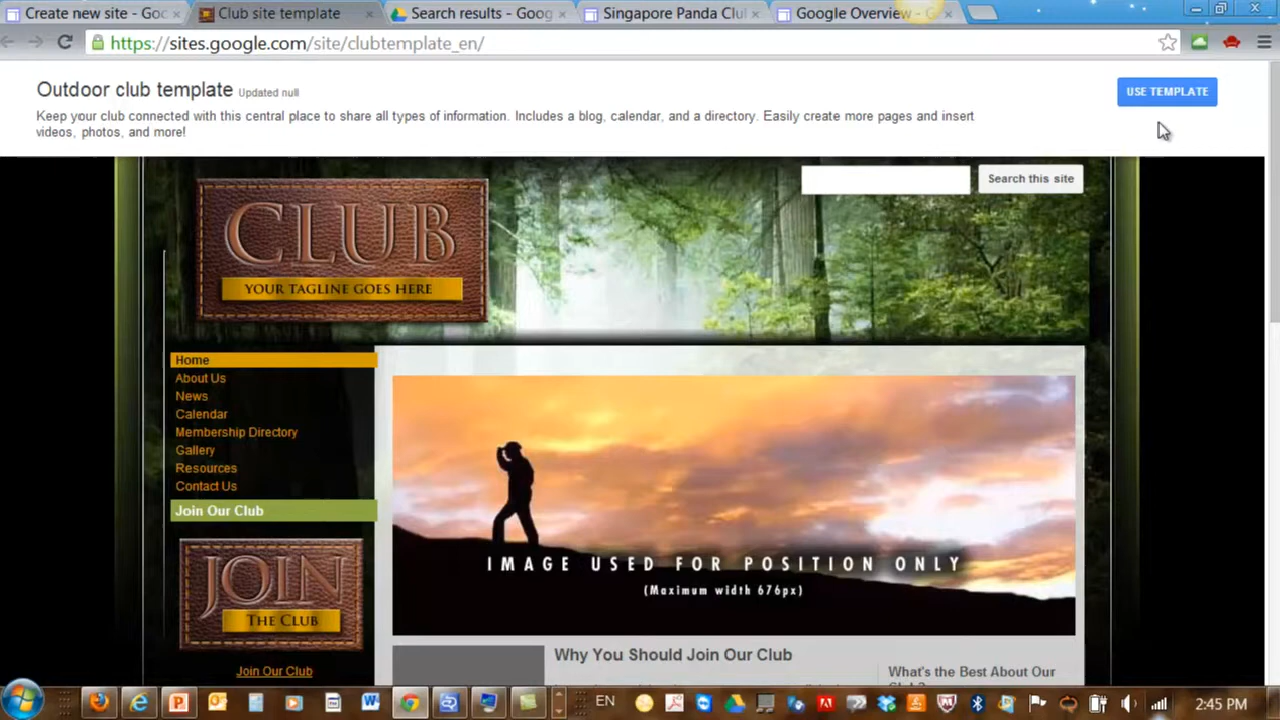 Create new site - Goo
Club site template
Search results - Goog
Singapore Panda Clu
Google Overview - G
https://sites.google.com/site/clubtemplate_en/
Outdoor club template Updated null
USE TEMPLATE
Keep your club connected with this central place to share all types of information. Includes a blog, calendar, and a directory. Easily create more pages and insert
videos, photos, and more!
Search this site
CLUB
YOUR TAGLINE GOES HERE
Home
About Us
News
Calendar
Membership Directory
Gallery
Resources
Contact Us
Join Our Club
JOIN
THE CLUB
Join Our Club
IMAGE USED FOR POSITION ONLY
(Maximum width 676px)
Why You Should Join Our Club
What's the Best About Our
EN
2:45 PM